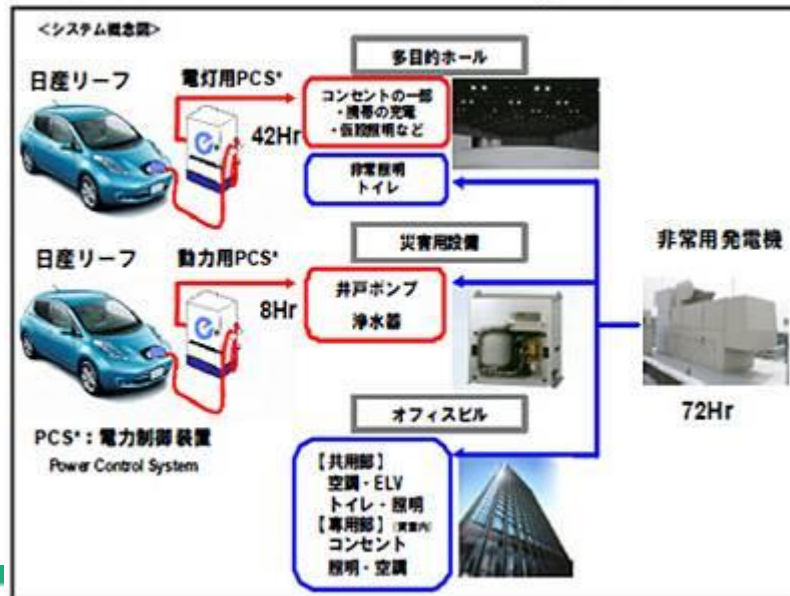 <システム概念図>
多目的ホール
日産リーフ
電灯用PCS*
42Hr
コンセントの一部
・携帯の充電
・仮設照明など
非常照明
トイレ
災害用設備
非常用発電機
日産リーフ
動力用PCS*
8Hr
井戸ポンプ
浄水器
72Hr
オフィスビル
PCS*:電力制御装置
Power Control System
【共用部】
空調・ELV
トイレ・照明
【専用部】(貸室内)
コンセント
照明・空調